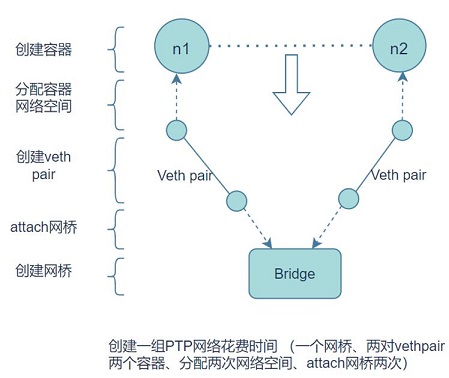 创建容器
n1
n2
分配容器
网络空间
创建veth
pair
Veth pair
Veth pair
attach网桥
创建网桥
Bridge
创建一组PTP网络花费时间 （一个网桥、两对vethpair
两个容器、分配两次网络空间、attach网桥两次）